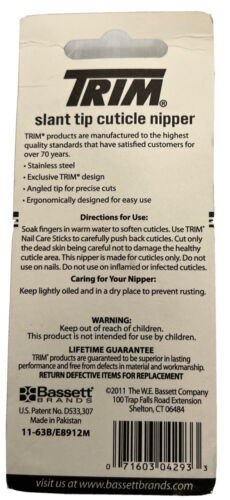 TRIM®
slant tip cuticle nipper
TRIM® products are manufactured to the highest
quality standards that have satisfied customers for
over 70 years.
• Stainless steel
• Exclusive TRIM® design
• Angled tip for precise cuts
• Ergonomically designed for easy use
Directions for Use:
Soak fingers in warm water to soften cuticles. Use TRIM®
Nail Care Sticks to carefully push back cuticles. Cut only
the dead skin being careful not to damage the healthy
cuticle area. This nipper is made for cuticles only. Do not
use on nails. Do not use on inflamed or infected cuticles.
Caring for Your Nipper:
Keep lightly oiled and in a dry place to prevent rusting.
WARNING:
Keep out of reach of children.
This product is not intended for use by children.
LIFETIME GUARANTEE
TRIM® products are guaranteed to be superior in lasting
performance and free from defects in material or workmanship.
RETURN DEFECTIVE ITEMS FOR REPLACEMENT
Bassett®
BRANDS
U.S. Patent No. D533,307
Made in Pakistan
11-63B/E8912M
©2011 The W.E. Bassett Company
100 Trap Falls Road Extension
Shelton, CT 06484
0 71603 04293 3
www.bassettbrands.com